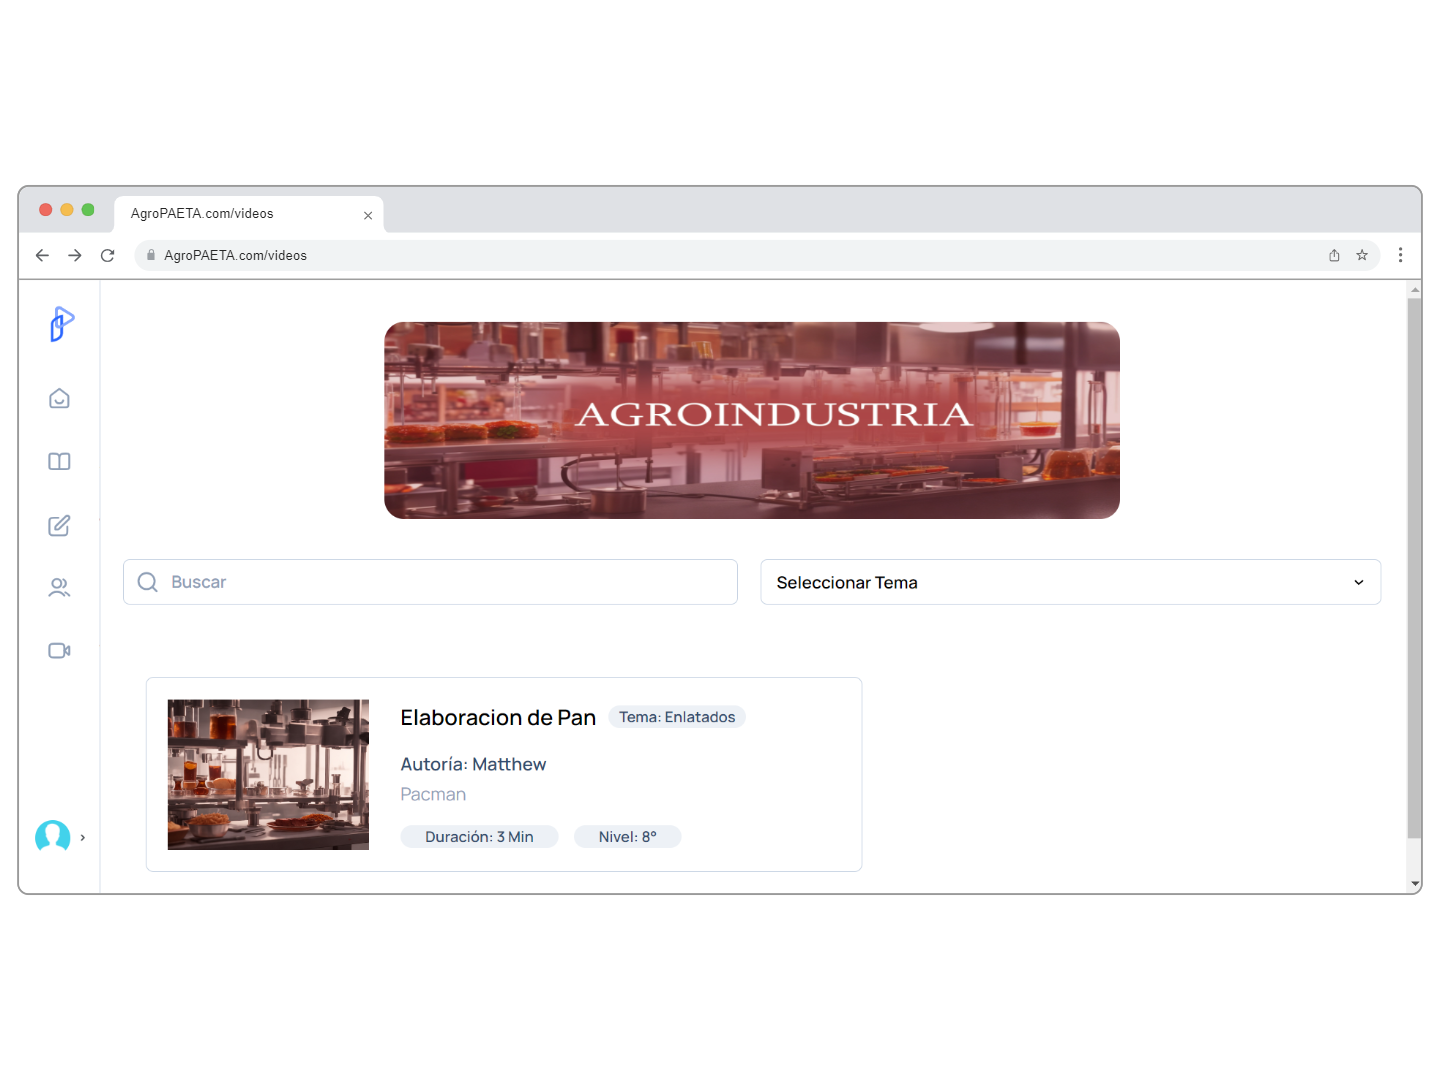 AgroPAETA.com/videos
AgroPAETA.com/videos
AGROINDUSTRIA
Buscar
Seleccionar Tema
Elaboracion de Pan
Tema: Enlatados
Autoría: Matthew
Pacman
Duración: 3 Min
Nivel: 8°